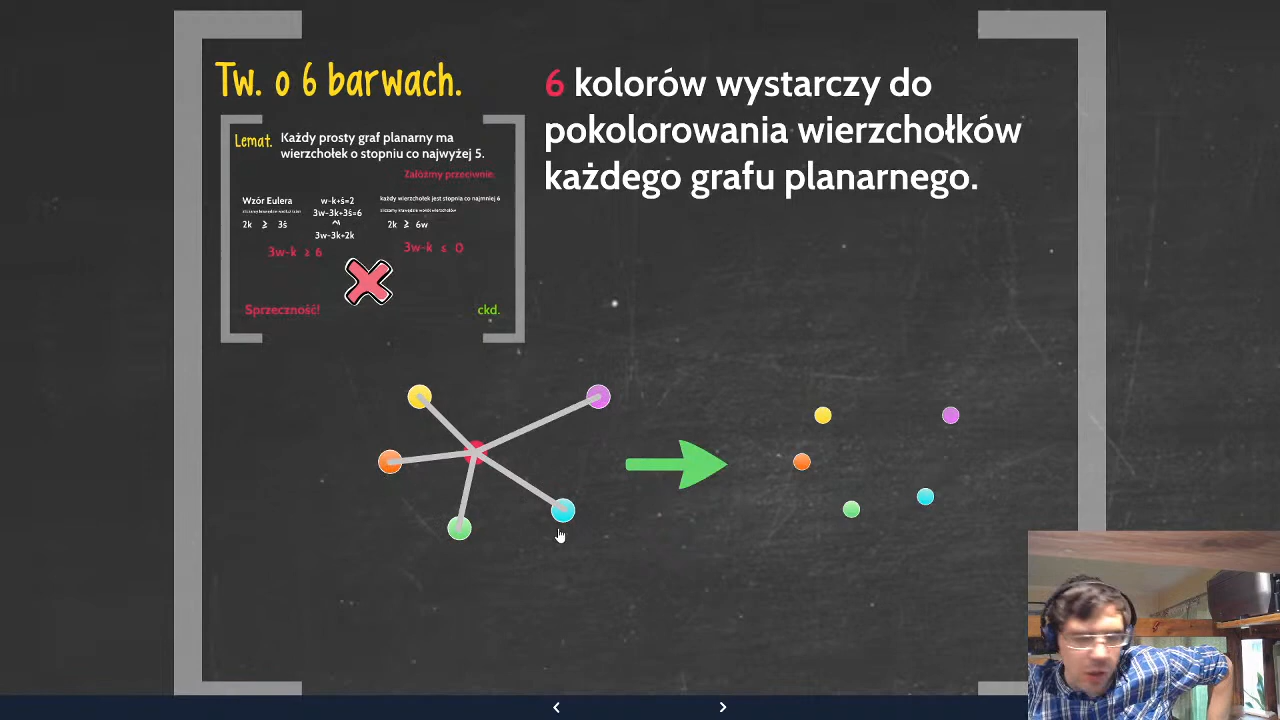 Tw. o 6 barwach.
6 kolorów wystarczy do
pokolorowania wierzchołków
każdego grafu planarnego.
Lemat. Każdy prosty graf planarny ma
wierzchołek o stopniu co najwyżej 5.
Załóżmy przeciwnie.
Wzór Eulera
w-k+ś=2
3w-3k+3ś=6
3w-3k+2k
2k ≥ 3ś
3w-k ≥ 6
każdy wierzchołek jest stopnia co najmniej 6
2k ≥ 6w
3w-k ≤ 0
Sprzeczność!
ckd.